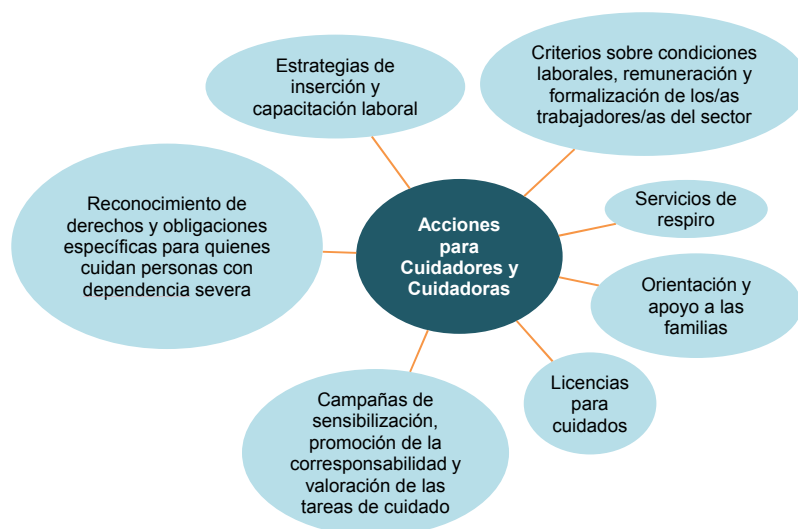 Estrategias de
inserción y
capacitación laboral
Criterios sobre condiciones
laborales, remuneración y
formalización de los/as
trabajadores/as del sector
Reconocimiento de
derechos y obligaciones
específicas para quienes
cuidan personas con
dependencia severa
Acciones
para
Cuidadores y
Cuidadoras
Servicios de
respiro
Orientación y
apoyo a las
familias
Licencias
para
cuidados
Campañas de
sensibilización,
promoción de la
corresponsabilidad y
valoración de las
tareas de cuidado